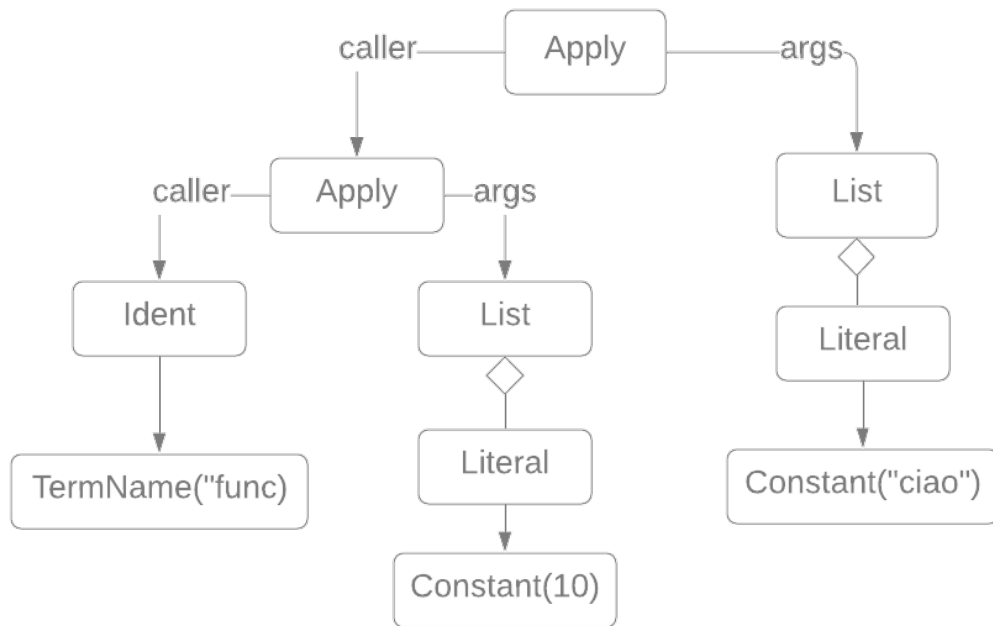 caller
Apply
args
caller
Apply
args
List
Ident
List
Literal
TermName("func)
Literal
Constant("ciao")
Constant(10)